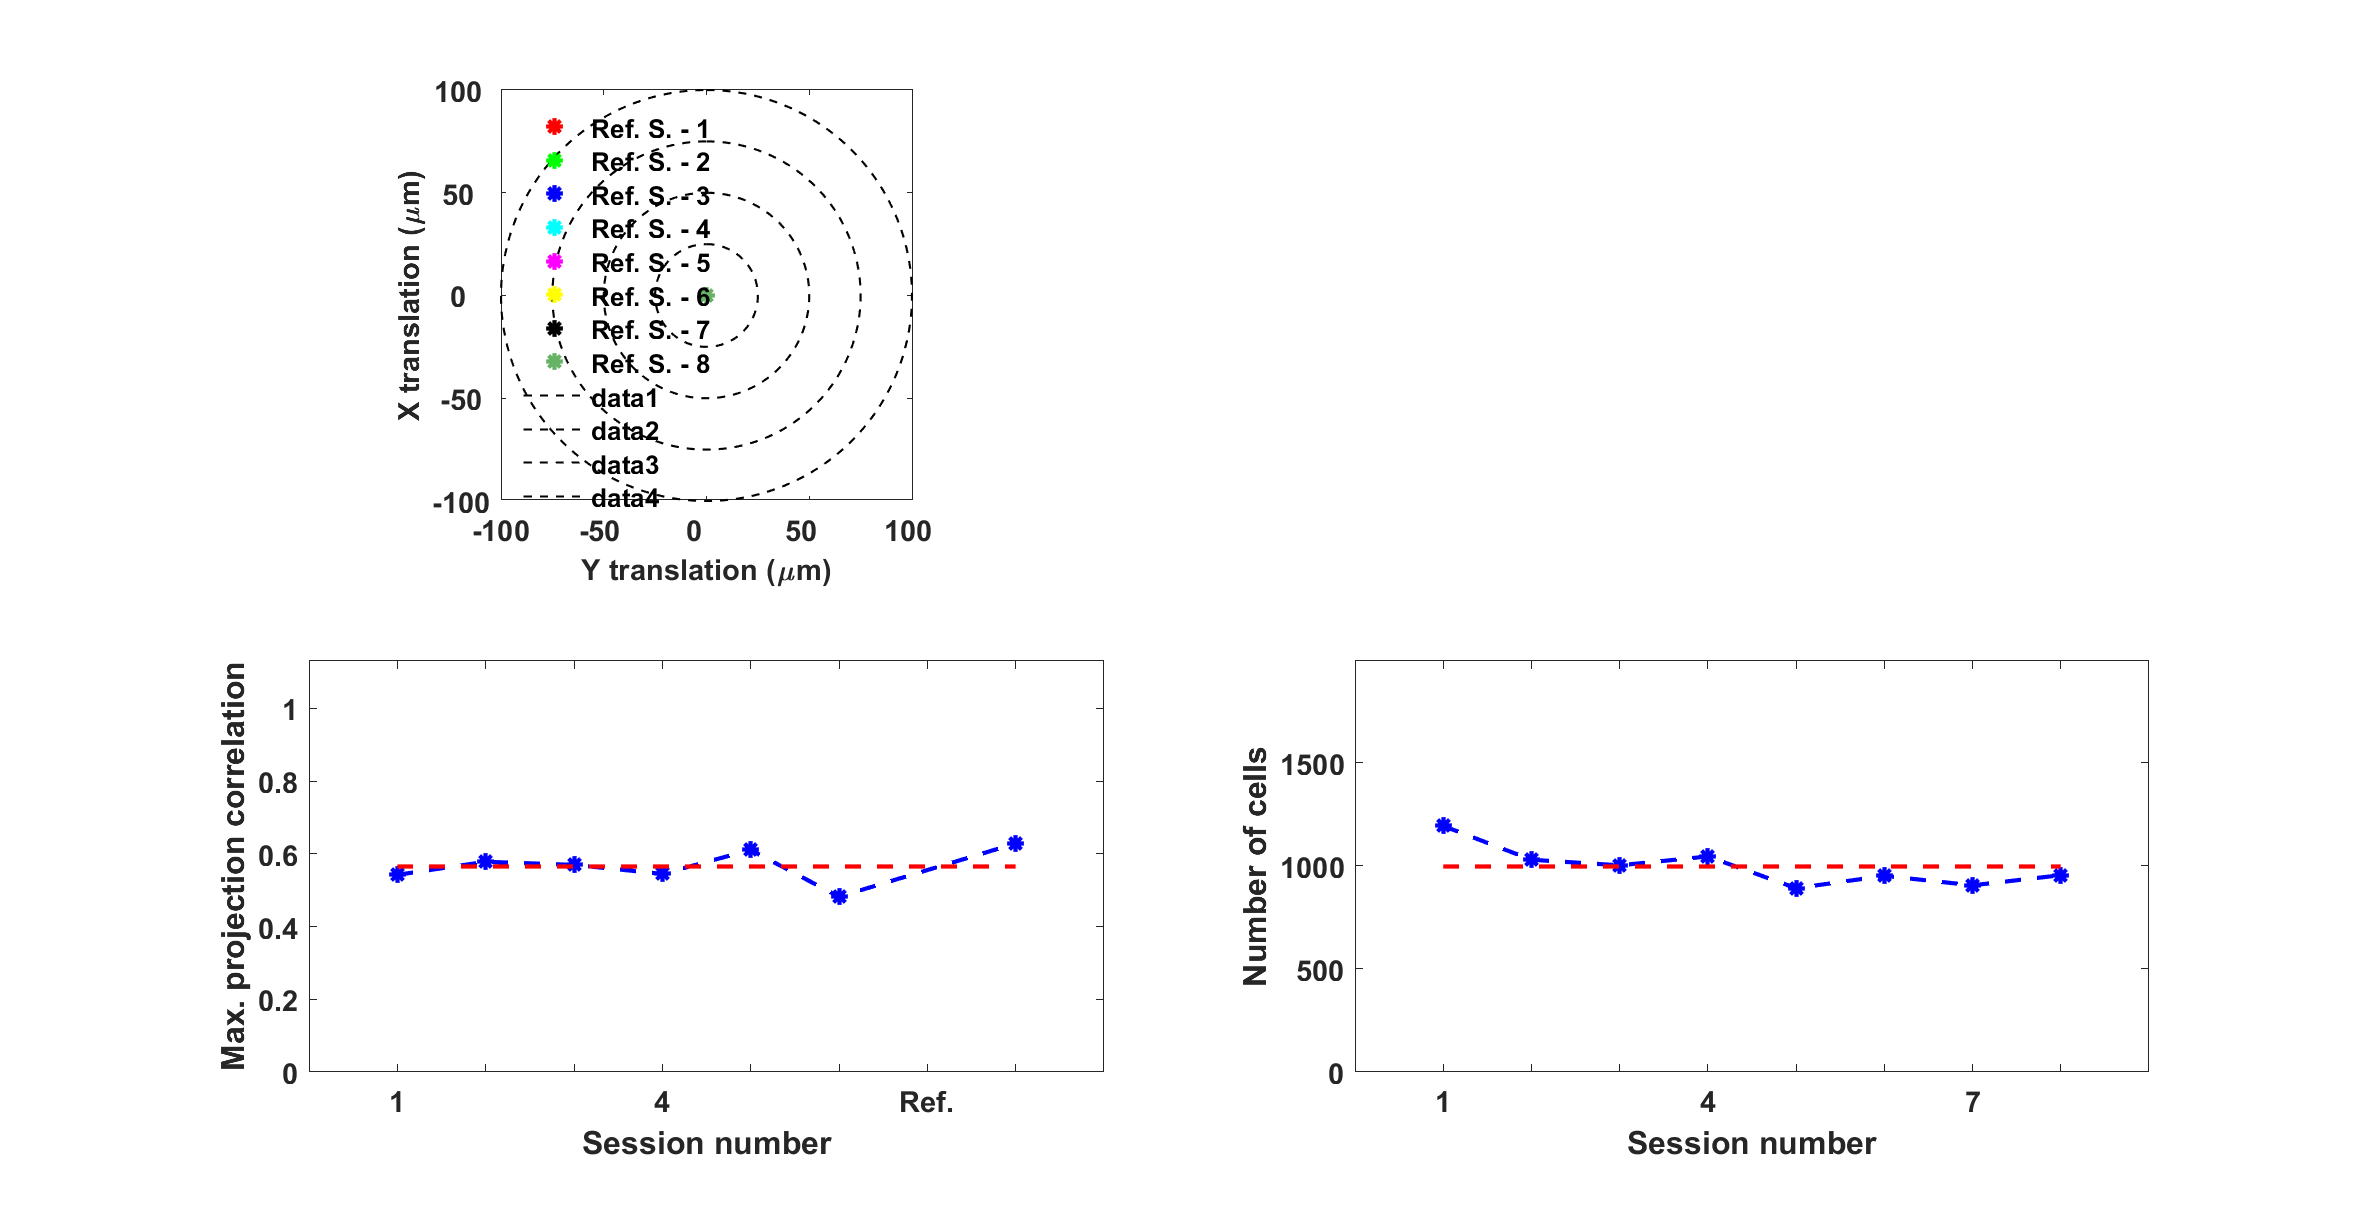 100
50
0
-50
-100
X translation (μm)
Ref. S. - 1
Ref. S. - 2
Ref. S. - 3
Ref. S. - 4
Ref. S. - 5
Ref. S. - 6
Ref. S. - 7
Ref. S. - 8
data1
data2
data3
data4
-100 -50 0 50 100
Y translation (μm)
Max. projection correlation
1
0.8
0.6
0.4
0.2
0
1 4 Ref.
Session number
Number of cells
1500
1000
500
0
1 4 7
Session number